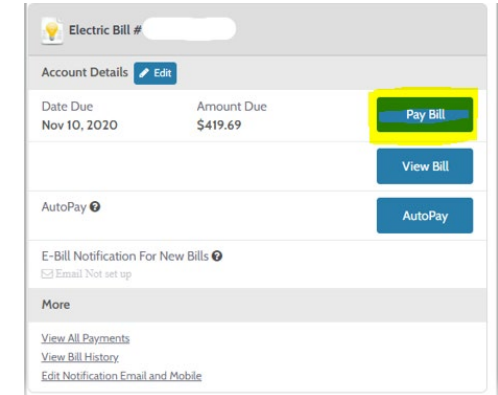 Electric Bill #
Account Details Edit
Date Due Amount Due
Nov 10, 2020 $419.69
Pay Bill
View Bill
AutoPay
AutoPay
E-Bill Notification For New Bills
Email Not set up
More
View All Payments
View Bill History
Edit Notification Email and Mobile